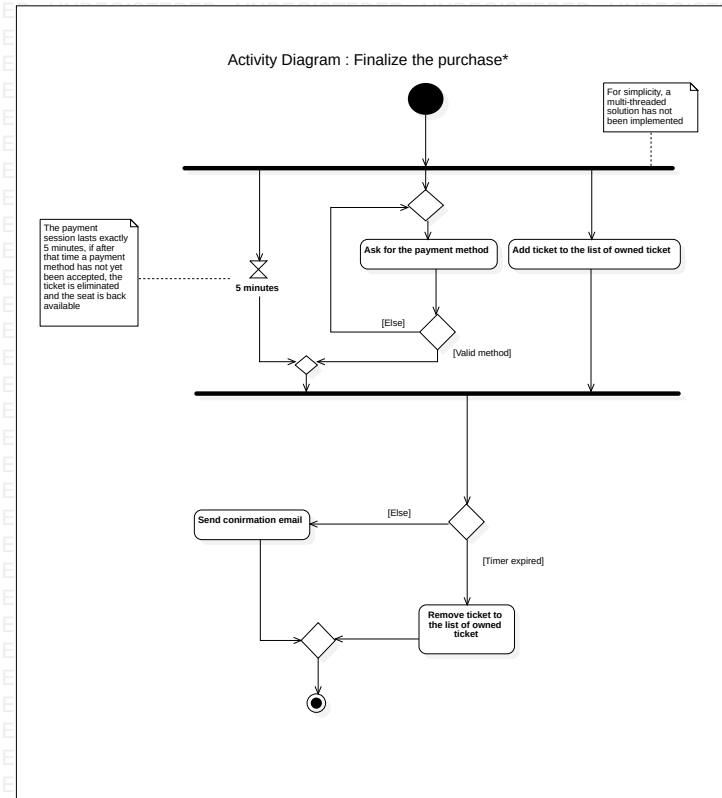 Activity Diagram : Finalize the purchase*
For simplicity, a
multi-threaded
solution has not
been implemented
The payment
session lasts exactly
5 minutes, if after
that time a payment
method has not yet
been accepted, the
ticket is eliminated
and the seat is back
available
5 minutes
Ask for the payment method
Add ticket to the list of owned ticket
[Else]
[Valid method]
Send conirmation email
[Else]
[Timer expired]
Remove ticket to
the list of owned
ticket